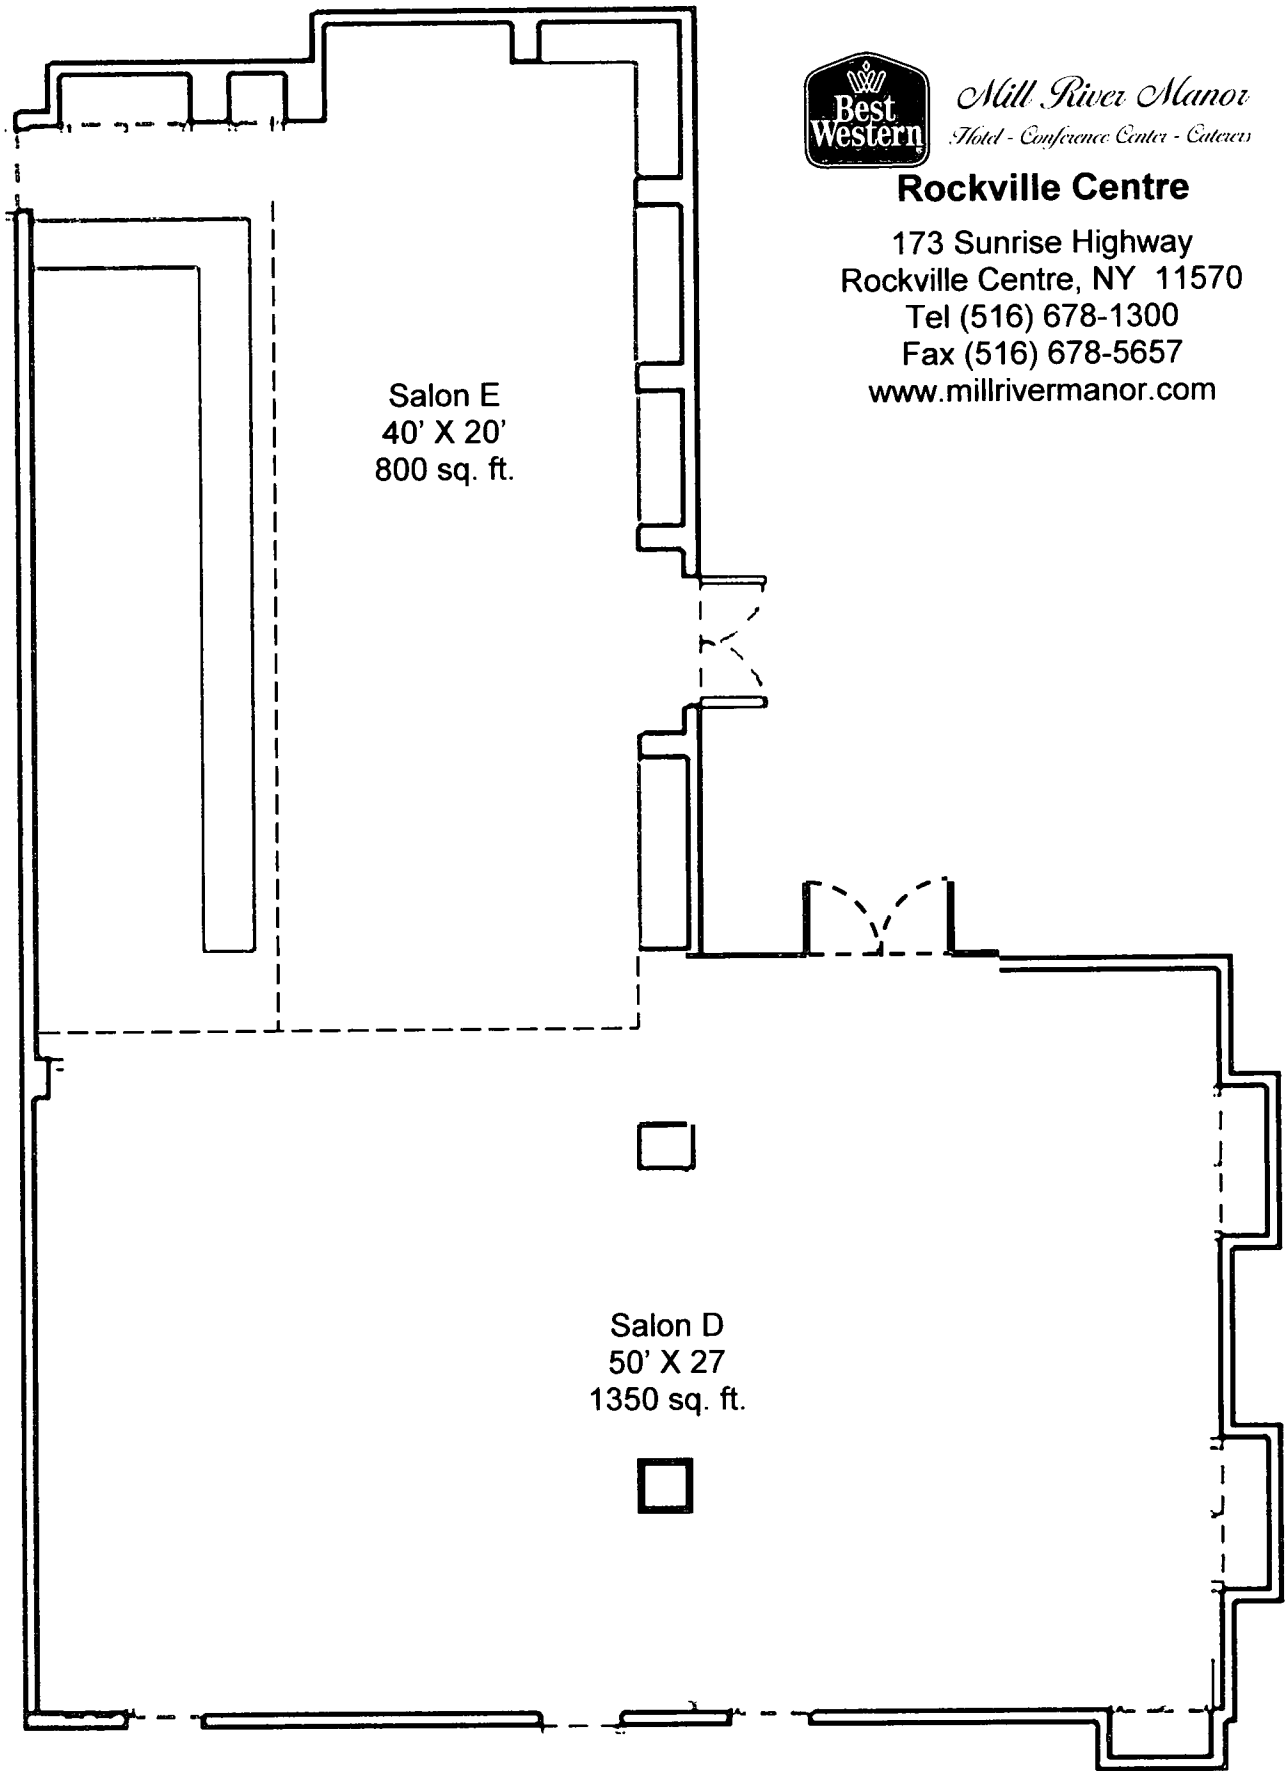 Best
Western
Mill River Manor
Hotel - Conference Center - Caterers
Rockville Centre
173 Sunrise Highway
Rockville Centre, NY 11570
Tel (516) 678-1300
Fax (516) 678-5657
www.millrivermanor.com
Salon E
40' X 20'
800 sq. ft.
Salon D
50' X 27
1350 sq. ft.